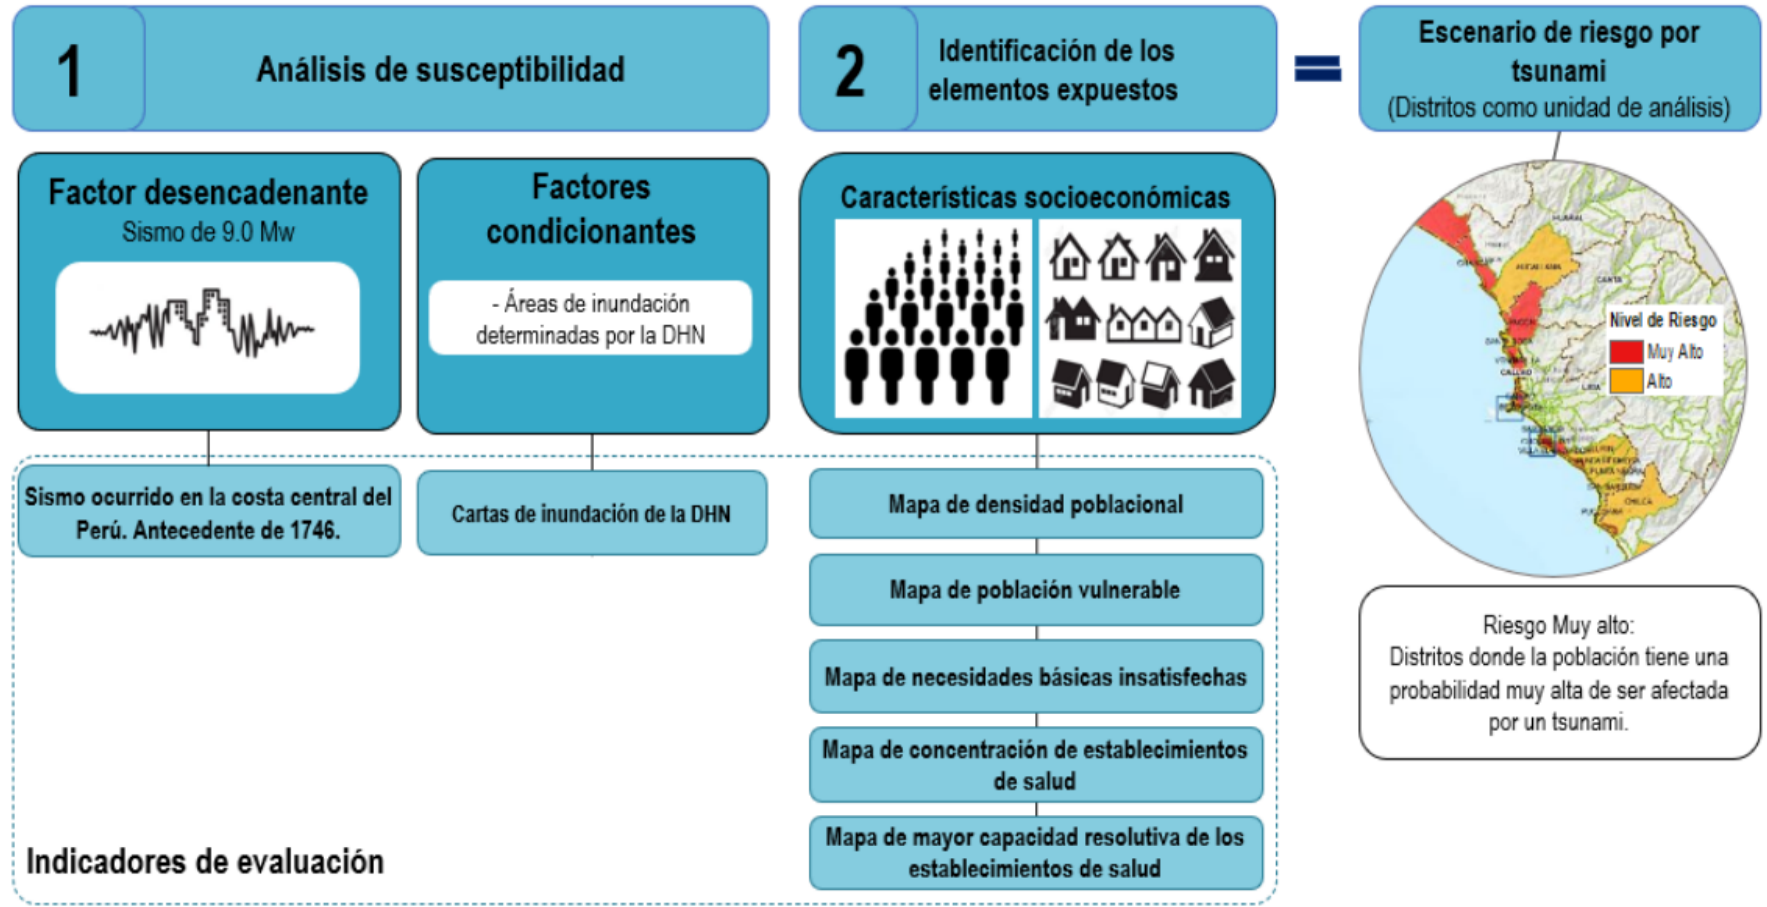 1
Análisis de susceptibilidad
2
Identificación de los
elementos expuestos
Escenario de riesgo por
tsunami
(Distritos como unidad de análisis)
Factor desencadenante
Sismo de 9.0 Mw
Factores
condicionantes
- Áreas de inundación
determinadas por la DHN
Características socioeconómicas
HUARAL
CANTA
CALLAO
LIMA
CHILCA
Nivel de Riesgo
Muy Alto
Alto
Sismo ocurrido en la costa central del
Perú. Antecedente de 1746.
Cartas de inundación de la DHN
Mapa de densidad poblacional
Mapa de población vulnerable
Mapa de necesidades básicas insatisfechas
Mapa de concentración de establecimientos
de salud
Mapa de mayor capacidad resolutiva de los
establecimientos de salud
Indicadores de evaluación
Riesgo Muy alto:
Distritos donde la población tiene una
probabilidad muy alta de ser afectada
por un tsunami.